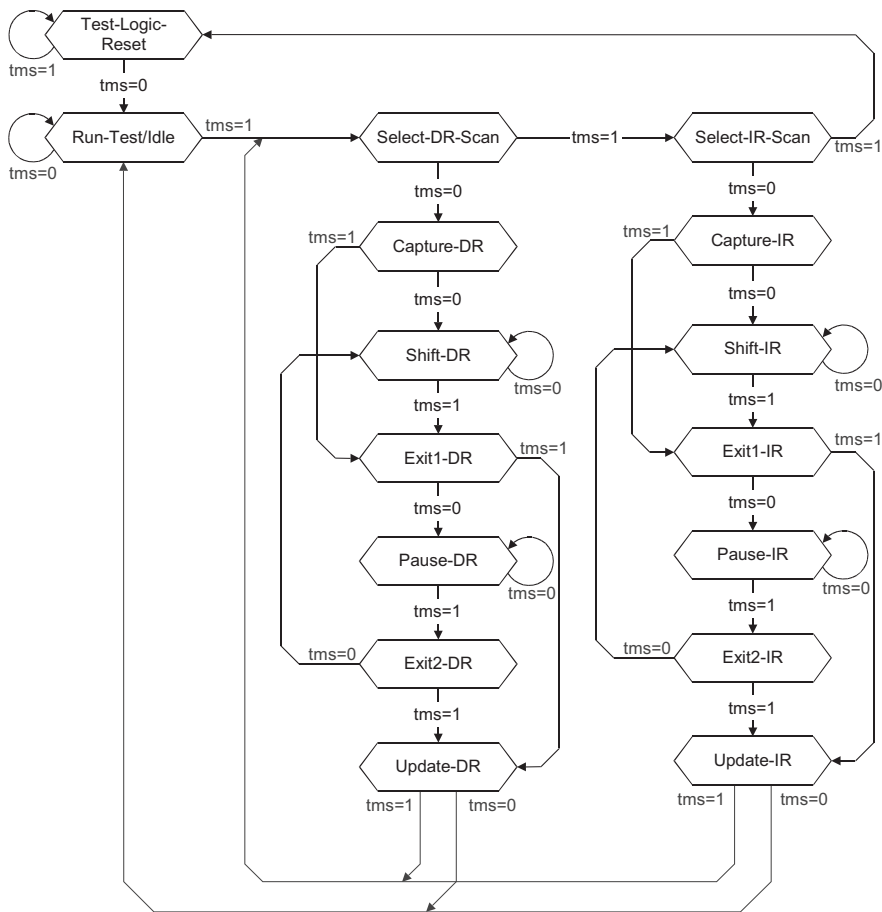 Test-Logic-
Reset
tms=1
tms=0
Run-Test/Idle
tms=1
Select-DR-Scan
tms=1
Select-IR-Scan
tms=1
tms=0
tms=0
tms=0
tms=1
Capture-DR
tms=1
Capture-IR
tms=0
tms=0
Shift-DR
Shift-IR
tms=0
tms=0
tms=1
tms=1
Exit1-DR
tms=1
Exit1-IR
tms=1
tms=0
tms=0
Pause-DR
Pause-IR
tms=0
tms=0
tms=1
tms=1
tms=0
Exit2-DR
tms=0
Exit2-IR
tms=1
tms=1
Update-DR
Update-IR
tms=1
tms=0
tms=1
tms=0